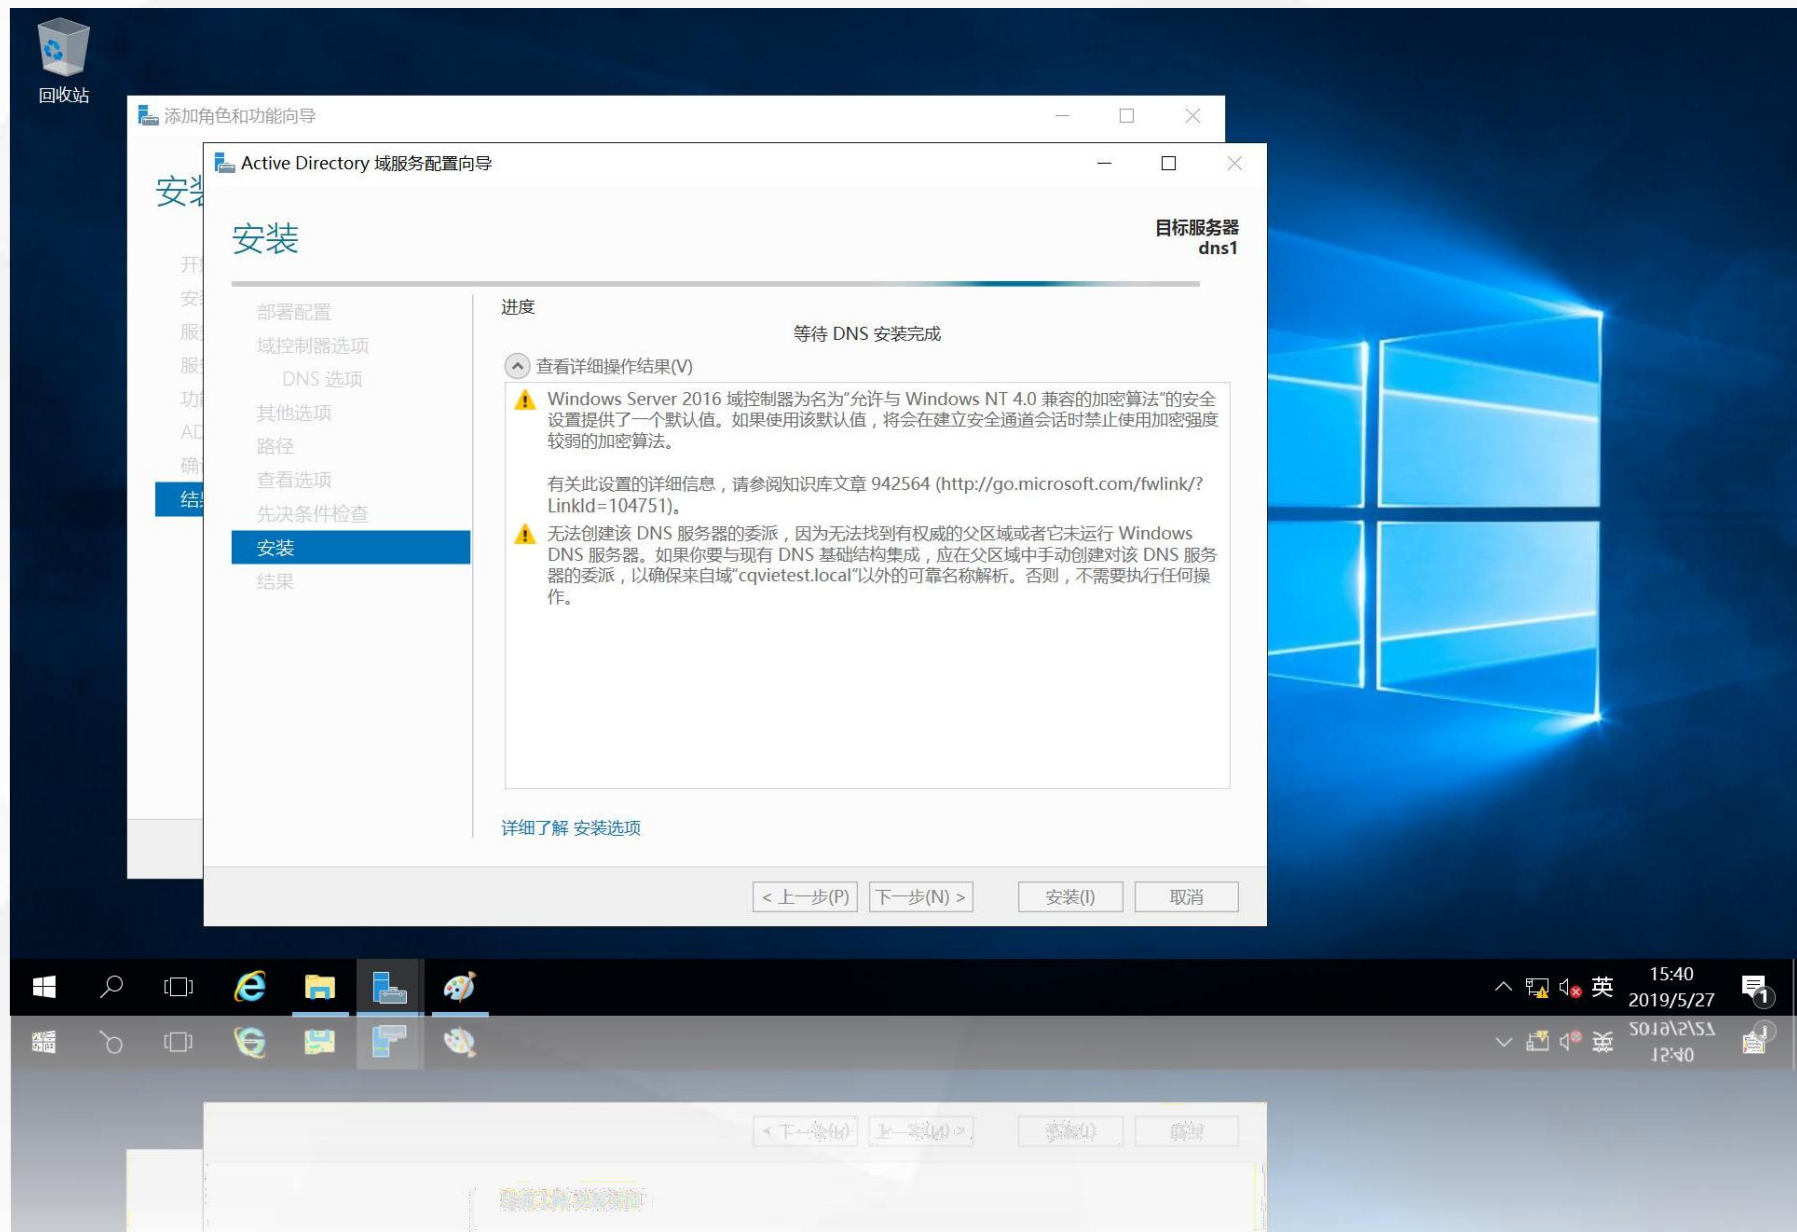 回收站
添加角色和功能向导
Active Directory 域服务配置向导
安装
目标服务器
dns1
部署配置
域控制器选项
DNS 选项
其他选项
路径
查看选项
先决条件检查
安装
结果
进度
等待 DNS 安装完成
查看详细操作结果(V)
Windows Server 2016 域控制器为名为“允许与 Windows NT 4.0 兼容的加密算法”的安全
设置提供了一个默认值。如果使用该默认值，将会在建立安全通道会话时禁止使用加密强度
较弱的加密算法。
有关此设置的详细信息，请参阅知识库文章 942564 (http://go.microsoft.com/fwlink/?
LinkId=104751)。
无法创建该 DNS 服务器的委派，因为无法找到有权威的父区域或者它未运行 Windows
DNS 服务器。如果你要与现有 DNS 基础结构集成，应在父区域中手动创建对该 DNS 服务
器的委派，以确保来自域“cqvietest.local”以外的可靠名称解析。否则，不需要执行任何操
作。
详细了解 安装选项
< 上一步(P)
下一步(N) >
安装(I)
取消
英
15:40
2019/5/27
1